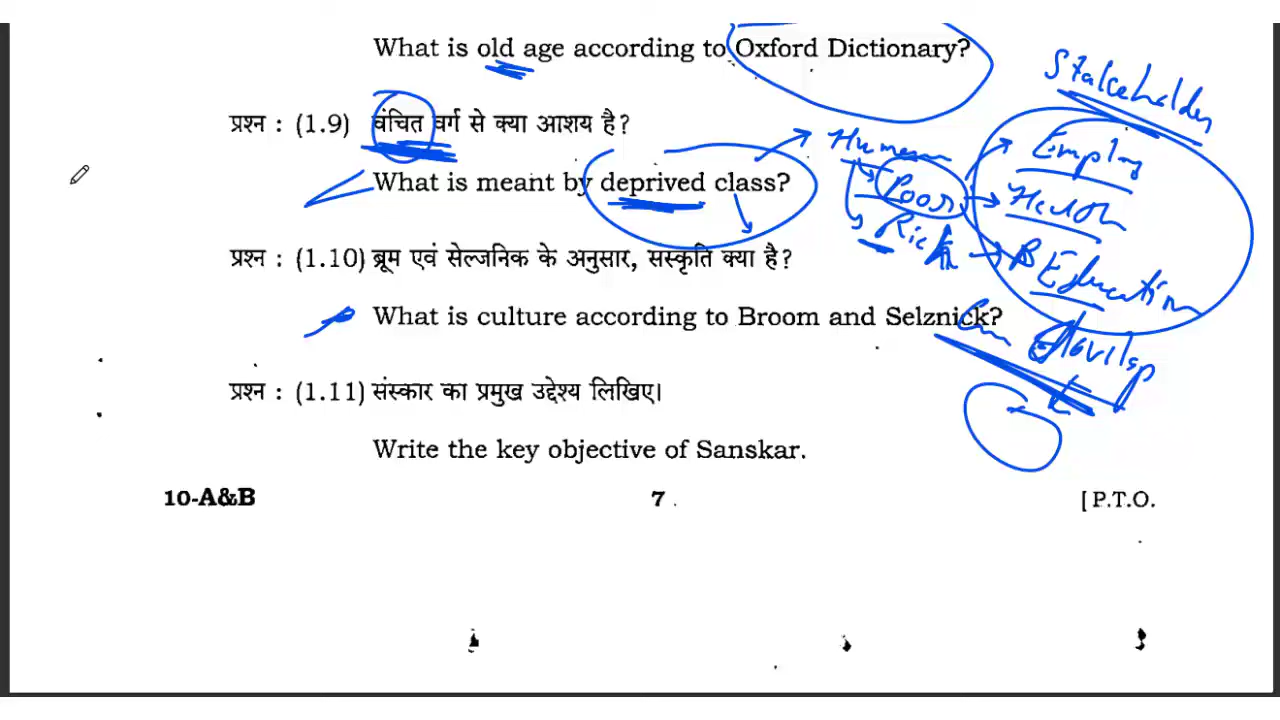 What is old age according to Oxford Dictionary?
Stakeholder
प्रश्न : (1.9) वंचित वर्ग से क्या आशय है?
Human
Employ
What is meant by deprived class?
Poor
Health
Rich
प्रश्न : (1.10) ब्रूम एवं सेल्जनिक के अनुसार, संस्कृति क्या है?
Education
What is culture according to Broom and Selznick?
प्रश्न : (1.11) संस्कार का प्रमुख उद्देश्य लिखिए।
Write the key objective of Sanskar.
10-A&B 7 [ P.T.O.